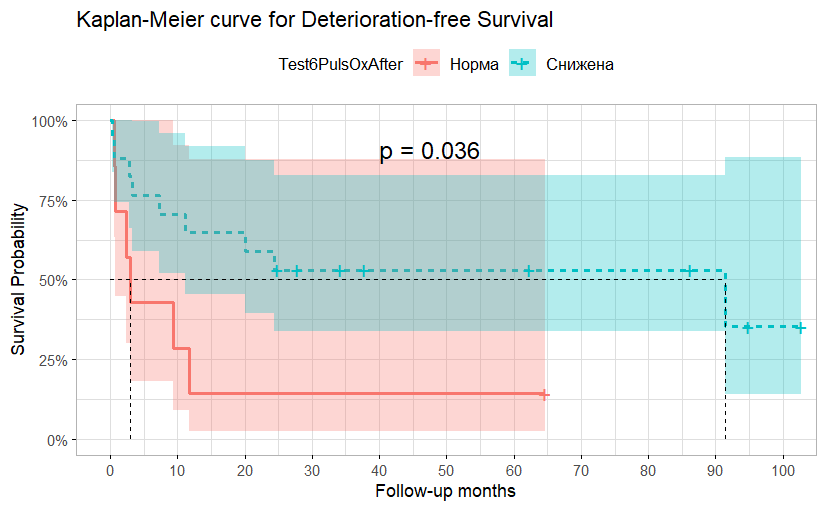 Kaplan-Meier curve for Deterioration-free Survival
Test6PulsOxAfter Норма Снижена
100%
75%
50%
25%
0%
p = 0.036
Survival Probability
0 10 20 30 40 50 60 70 80 90 100
Follow-up months